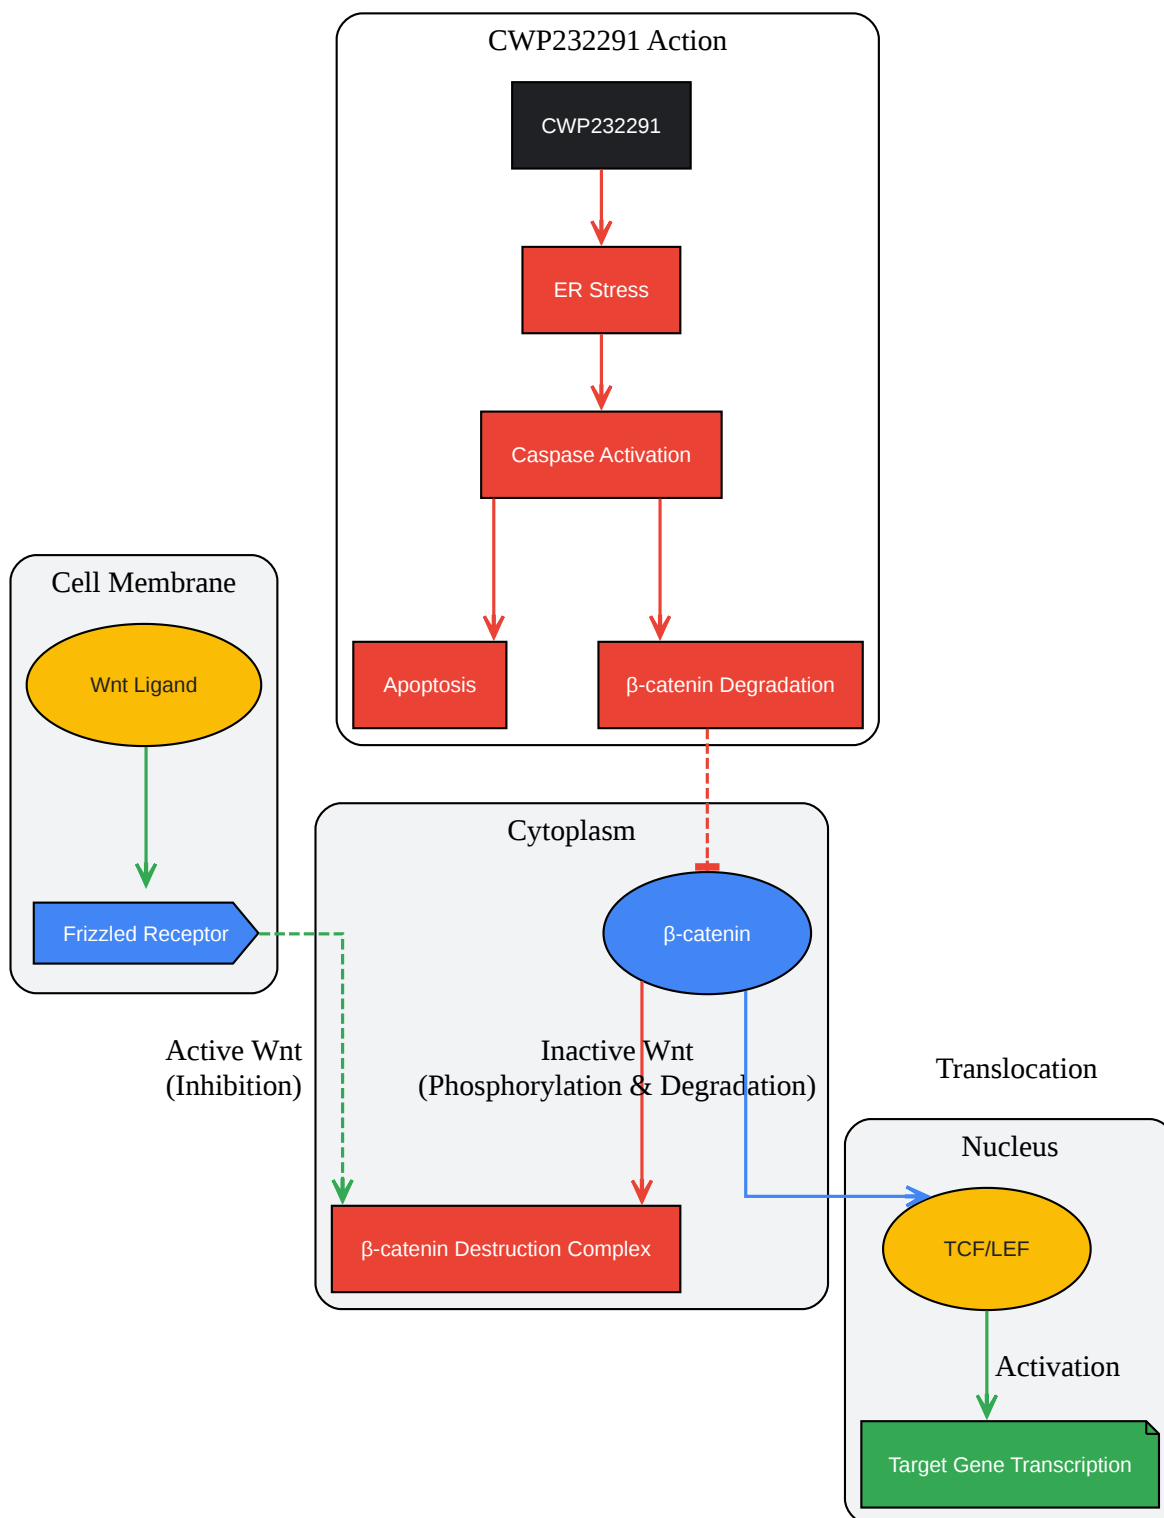 CWP232291 Action
CWP232291
ER Stress
Caspase Activation
Apoptosis
β-catenin Degradation
Cell Membrane
Wnt Ligand
Frizzled Receptor
Cytoplasm
β-catenin
Active Wnt
(Inhibition)
Inactive Wnt
(Phosphorylation & Degradation)
β-catenin Destruction Complex
Translocation
Nucleus
TCF/LEF
Activation
Target Gene Transcription